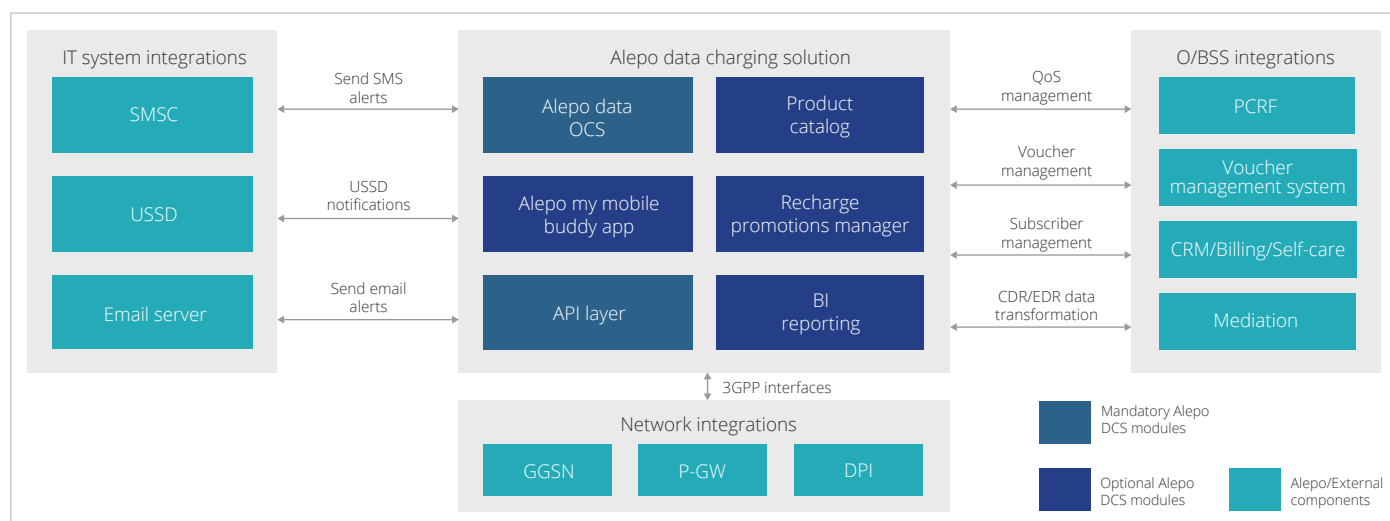 IT system integrations
SMSC
USSD
Email server
Send SMS
alerts
USSD
notifications
Send email
alerts
Alepo data charging solution
Alepo data
OCS
Product
catalog
Alepo my mobile
buddy app
Recharge
promotions manager
API layer
BI
reporting
QoS
management
Voucher
management
Subscriber
management
CDR/EDR data
transformation
O/BSS integrations
PCRF
Voucher
management system
CRM/Billing/Self-care
Mediation
3GPP interfaces
Network integrations
GGSN
P-GW
DPI
Mandatory Alepo
DCS modules
Optional Alepo
DCS modules
Alepo/External
components